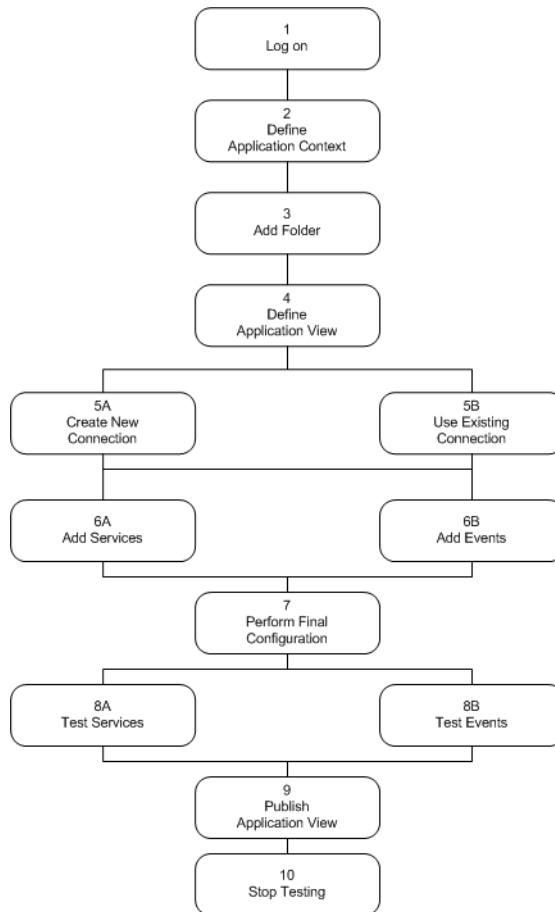 1
Log on
2
Define
Application Context
3
Add Folder
4
Define
Application View
5A
Create New
Connection
5B
Use Existing
Connection
6A
Add Services
6B
Add Events
7
Perform Final
Configuration
8A
Test Services
8B
Test Events
9
Publish
Application View
10
Stop Testing